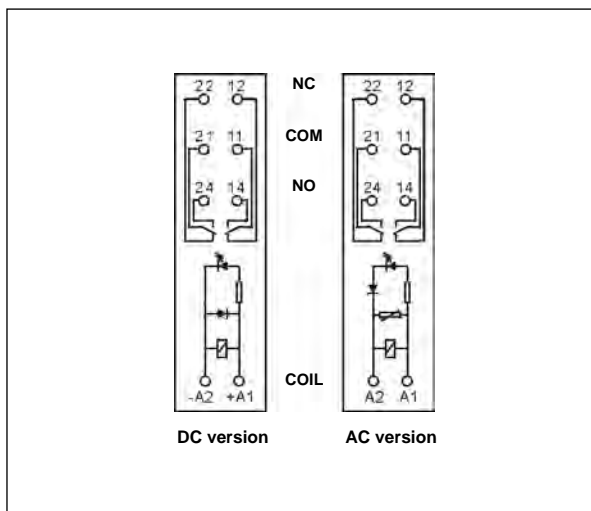 22 12 NC 22 12
21 11 COM 21 11
24 14 NO 24 14
-A2 +A1 COIL A2 A1
DC version AC version